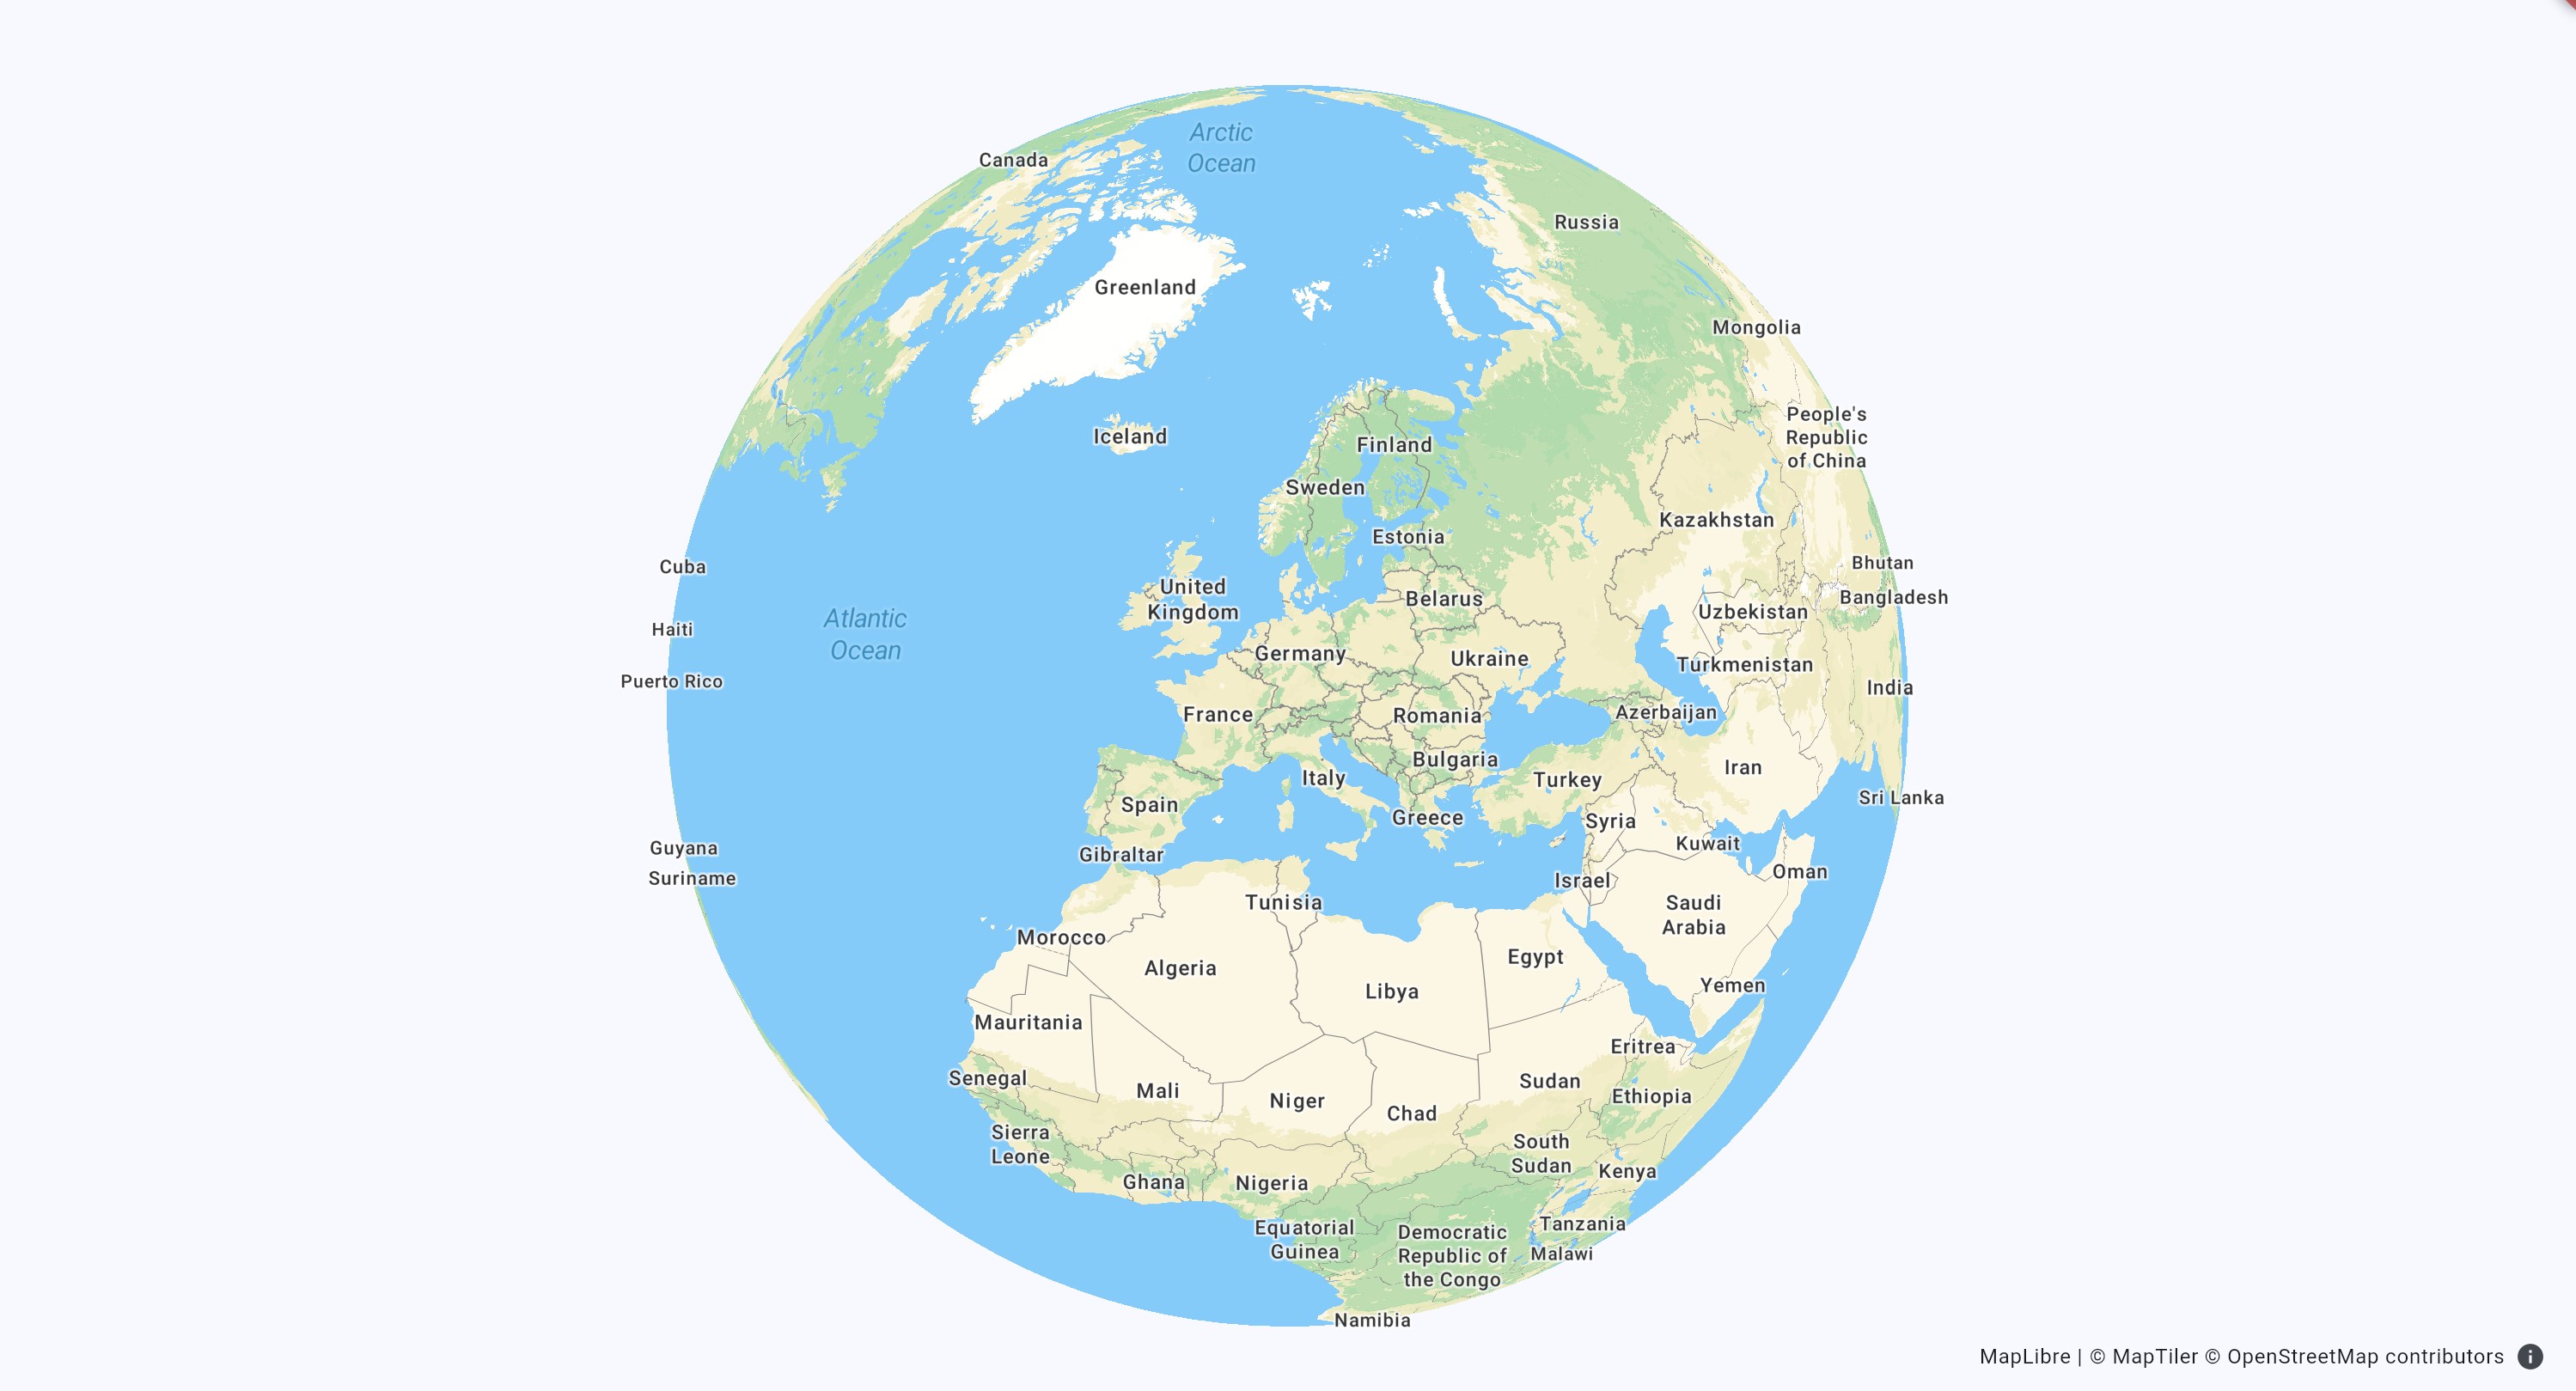 Arctic
Ocean
Canada
Russia
Greenland
Mongolia
People's
Republic
of China
Iceland
Finland
Sweden
Kazakhstan
Estonia
Bhutan
Cuba
United
Kingdom
Belarus
Bangladesh
Uzbekistan
Atlantic
Ocean
Haiti
Germany
Ukraine
Turkmenistan
Puerto Rico
India
France
Romania
Azerbaijan
Bulgaria
Iran
Italy
Turkey
Spain
Sri Lanka
Greece
Syria
Kuwait
Guyana
Gibraltar
Oman
Suriname
Israel
Tunisia
Saudi
Arabia
Morocco
Egypt
Algeria
Yemen
Libya
Mauritania
Eritrea
Senegal
Sudan
Mali
Ethiopia
Niger
Chad
Sierra
Leone
South
Sudan
Kenya
Ghana
Nigeria
Tanzania
Equatorial
Guinea
Democratic
Republic of
the Congo
Malawi
Namibia
MapLibre | © MapTiler © OpenStreetMap contributors